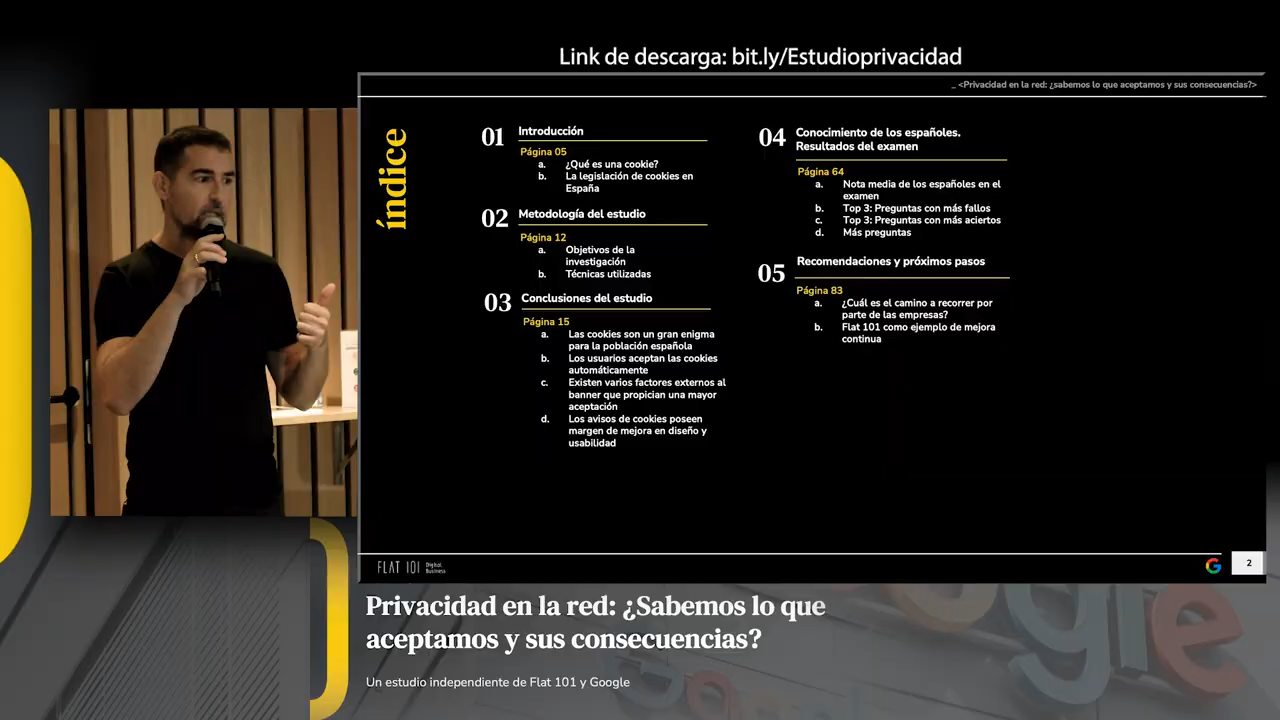 Link de descarga: bit.ly/Estudioprivacidad
_ <Privacidad en la red: ¿sabemos lo que aceptamos y sus consecuencias?>
índice
01 Introducción
Página 05
a. ¿Qué es una cookie?
b. La legislación de cookies en
España
02 Metodología del estudio
Página 12
a. Objetivos de la
investigación
b. Técnicas utilizadas
03 Conclusiones del estudio
Página 15
a. Las cookies son un gran enigma
para la población española
b. Los usuarios aceptan las cookies
automáticamente
c. Existen varios factores externos al
banner que propician una mayor
aceptación
d. Los avisos de cookies poseen
margen de mejora en diseño y
usabilidad
04 Conocimiento de los españoles.
Resultados del examen
Página 64
a. Nota media de los españoles en el
examen
b. Top 3: Preguntas con más fallos
c. Top 3: Preguntas con más aciertos
d. Más preguntas
05 Recomendaciones y próximos pasos
Página 83
a. ¿Cuál es el camino a recorrer por
parte de las empresas?
b. Flat 101 como ejemplo de mejora
continua
FLAT 101 Digital
Business
G
2
Privacidad en la red: ¿Sabemos lo que
aceptamos y sus consecuencias?
Un estudio independiente de Flat 101 y Google